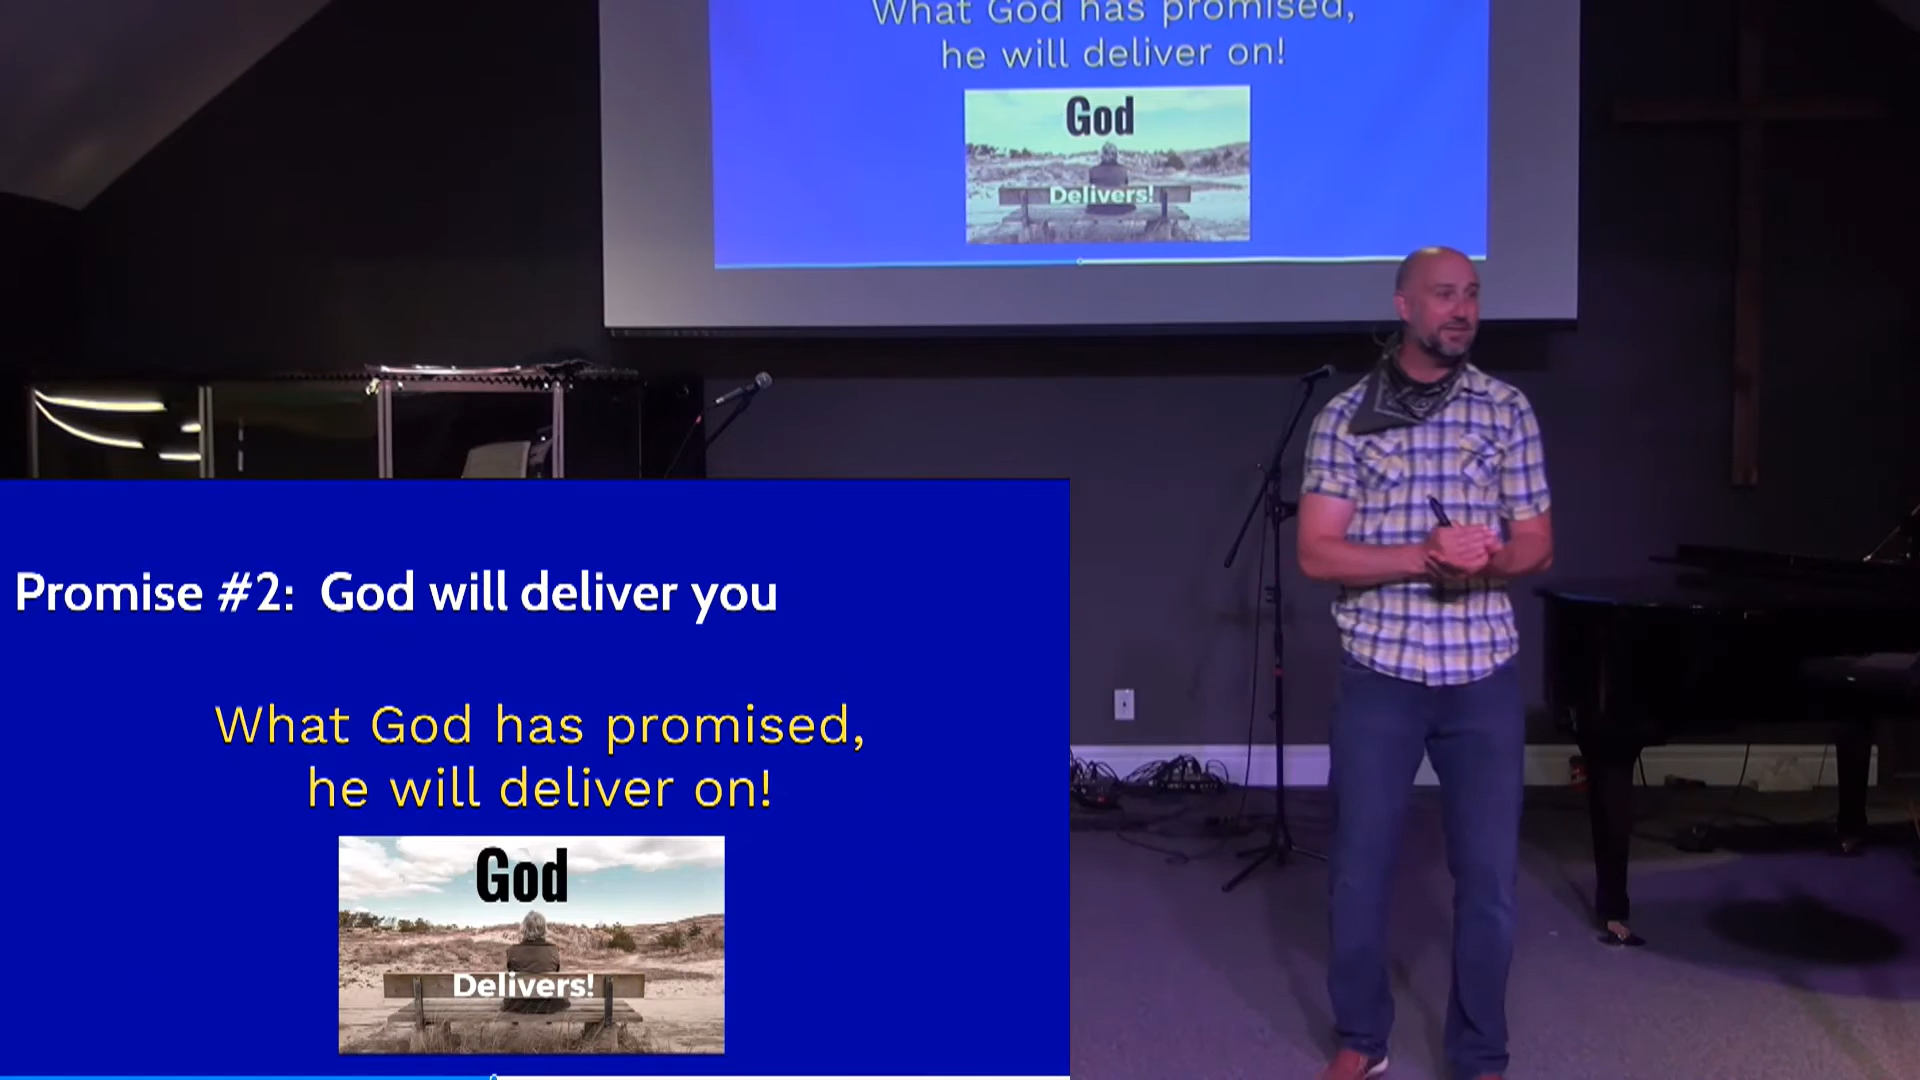 What God has promised,
he will deliver on!
God
Delivers!
Promise #2: God will deliver you
What God has promised,
he will deliver on!
God
Delivers!